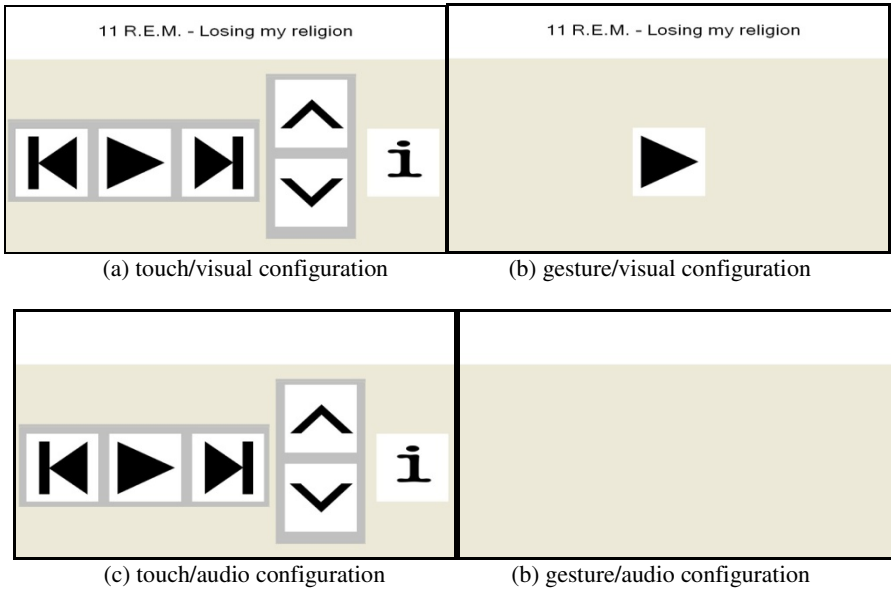 11 R.E.M. - Losing my religion
11 R.E.M. - Losing my religion
i
(a) touch/visual configuration
(b) gesture/visual configuration
i
(c) touch/audio configuration
(b) gesture/audio configuration